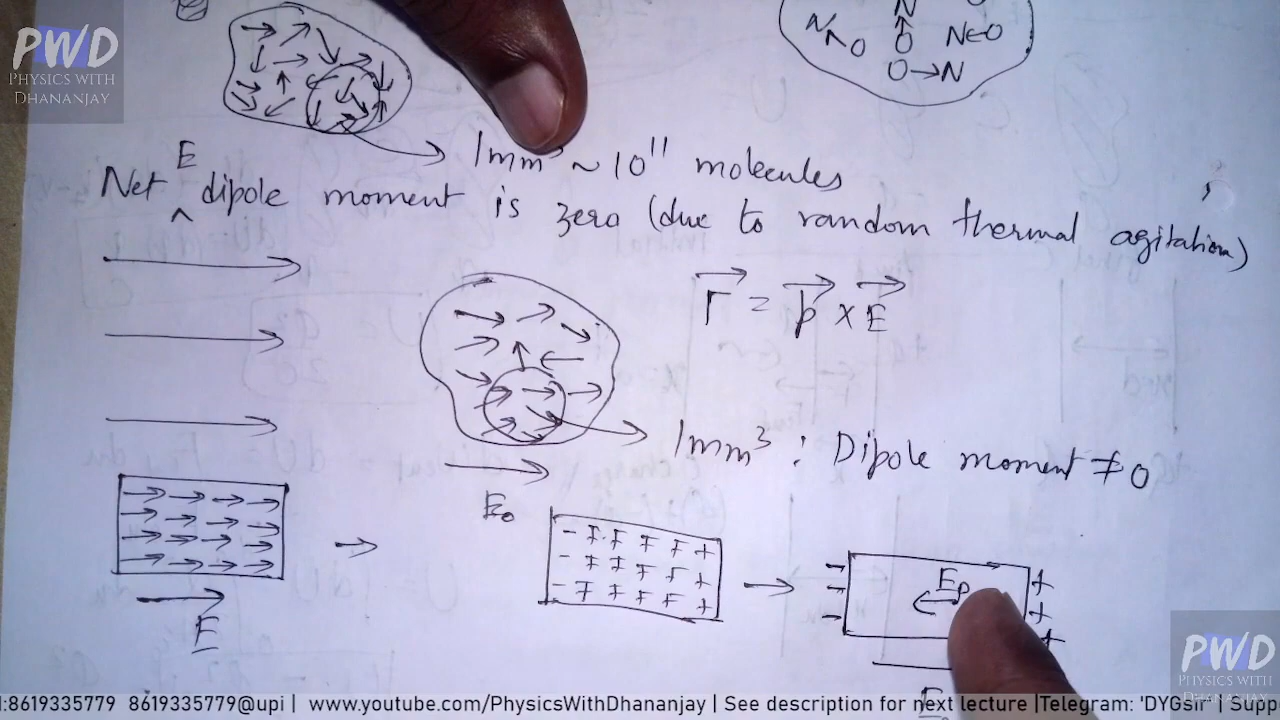 PWD
PHYSICS WITH
DHANANJAY
N
N O
O
N O
O → N
1mm³ ~ 10¹¹ molecules
E
Net ^ dipole moment is zero (due to random thermal agitation)
Γ = p × E
1mm³ : Dipole moment ≠ 0
E₀
- + + + + +
- + + + + +
- + + + + +
Ep
+
+
+
E
PWD
PHYSICS WITH
DHANANJAY
:8619335779 8619335779@upi | www.youtube.com/PhysicsWithDhananjay | See description for next lecture |Telegram: 'DYGsir' | Supp